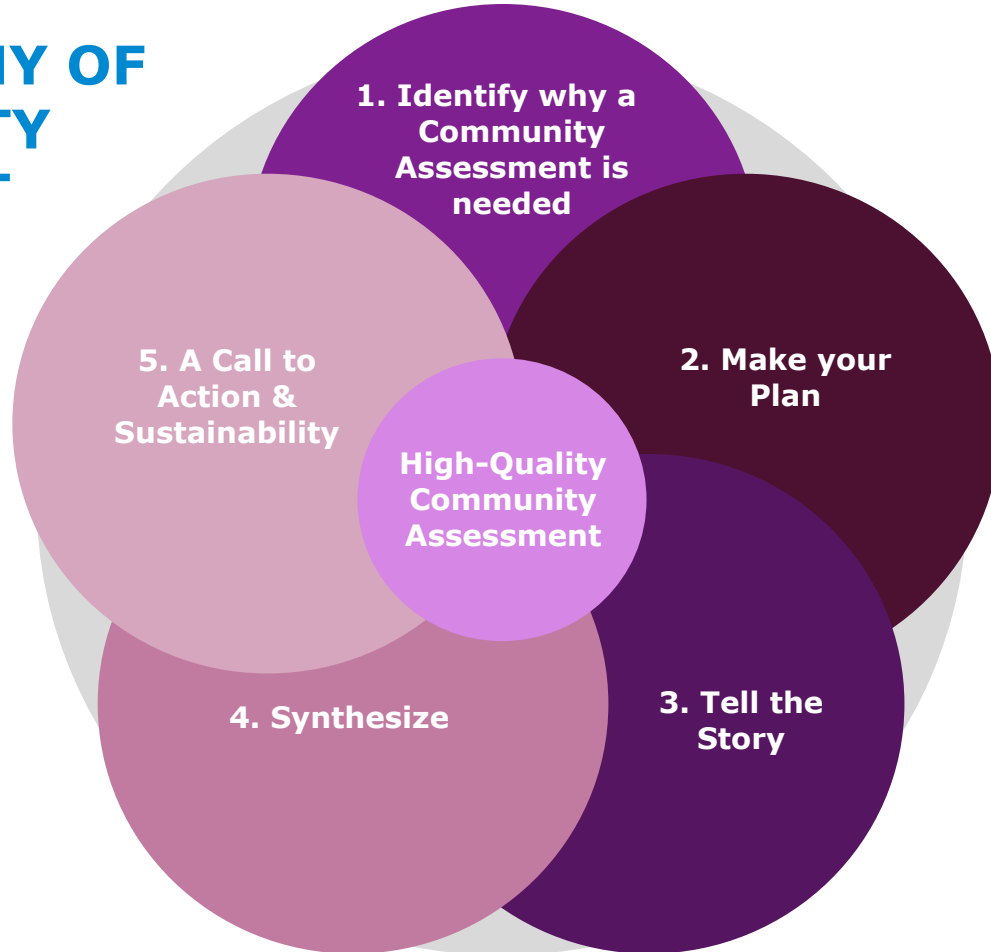 OF
1. Identify why a
Community
Assessment is
needed
2. Make your
Plan
3. Tell the
Story
4. Synthesize
5. A Call to
Action &
Sustainability
High-Quality
Community
Assessment